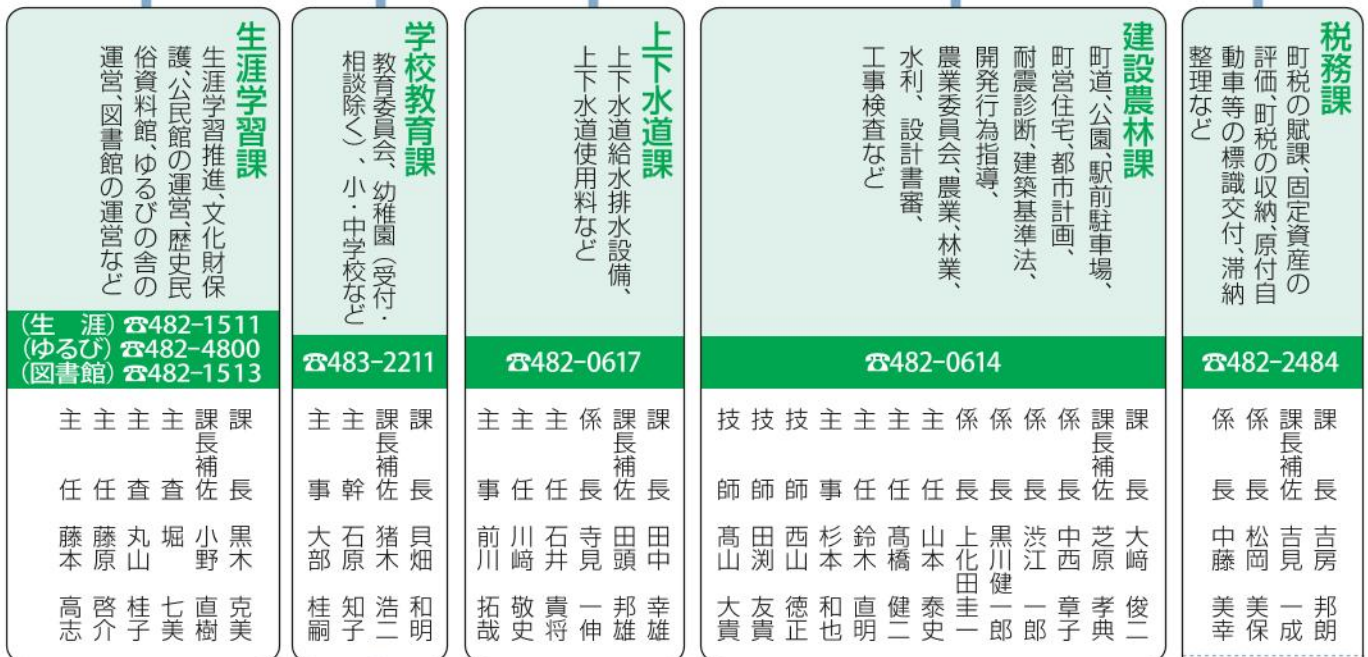 税務課
町税の賦課、固定資産の
評価、町税の収納、原付自
動車等の標識交付、滞納
整理など
☎482-2484
課長 吉房 邦朗
課長補佐 吉見 一成
係長 松岡 美保
係長 中藤 美幸
建設農林課
町道、公園、駅前駐車場、
町営住宅、都市計画、
耐震診断、建築基準法、
開発行為指導、
農業委員会、農業、林業、
水利、設計書審、
工事検査など
☎482-0614
課長 大﨑 俊二
課長補佐 芝原 孝典
係長 中西 章子
係長 渋江 一郎
係長 黒川 健一郎
係長 上化田 圭一
主任 山本 泰史
主任 髙橋 健二
主任 鈴木 直明
主事 杉本 和也
技師 西山 徳正
技師 田渕 友貴
技師 髙山 大貴
上下水道課
上下水道給水排水設備、
上下水道使用料など
☎482-0617
課長 田中 幸雄
課長補佐 田頭 邦雄
係長 寺見 一伸
主任 石井 貴将
主任 川﨑 敬史
主事 前川 拓哉
学校教育課
教育委員会、幼稚園（受付・
相談除く）、小・中学校など
☎483-2211
課長 貝畑 和明
課長補佐 猪木 浩二
主幹 石原 知子
主事 大部 桂嗣
生涯学習課
生涯学習推進、文化財保
護、公民館の運営、歴史民
俗資料館、ゆるびの舎の
運営、図書館の運営など
(生 涯)☎482-1511
(ゆるび)☎482-4800
(図書館)☎482-1513
課長 黒木 克美
課長補佐 小野 直樹
主査 堀 七美
主査 丸山 桂子
主任 藤原 啓介
主任 藤本 高志